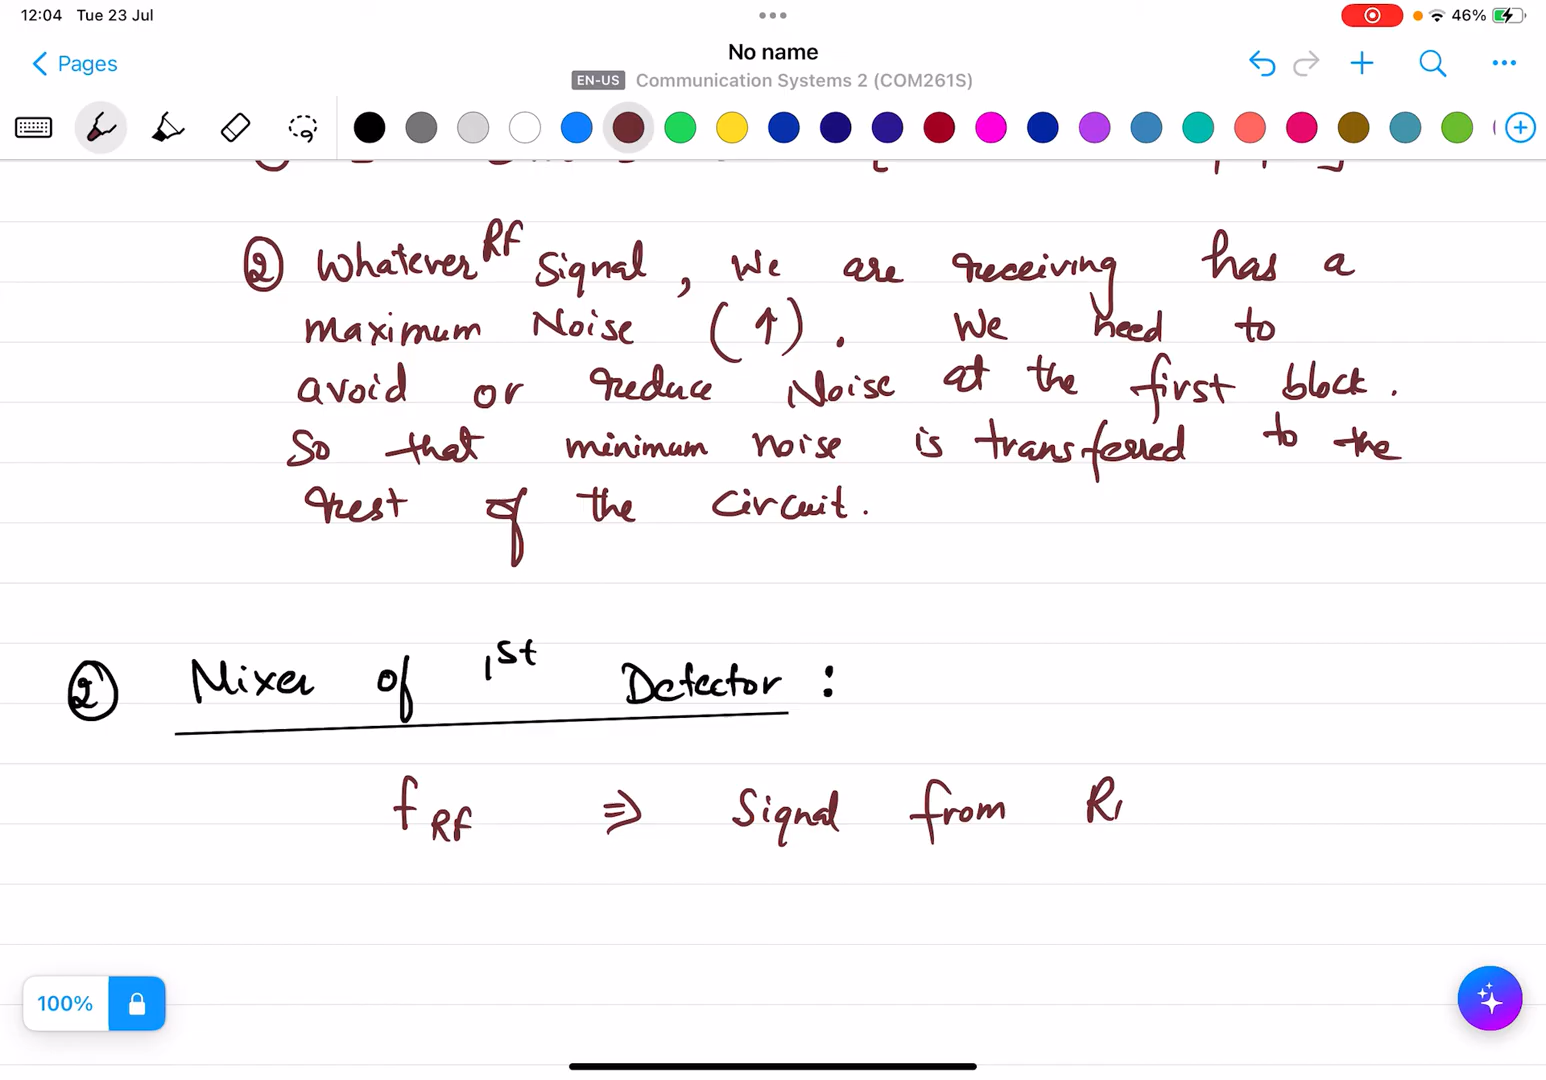 12:04 Tue 23 Jul
46%
Pages
No name
EN-US Communication Systems 2 (COM261S)
② Whatever RF Signal, We are receiving has a
maximum Noise (↑). We need to
avoid or reduce Noise at the first block.
So that minimum noise is transferred to the
rest of the circuit.
② Mixer of 1st Detector :
fRF ⇒ Signal from R
100%